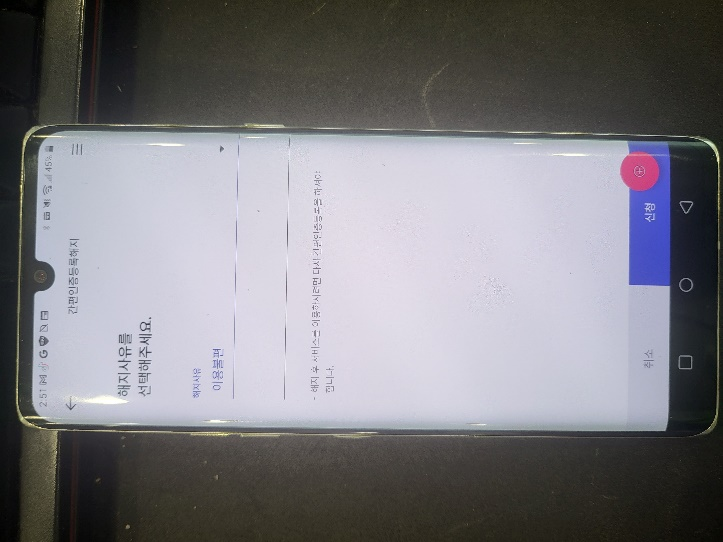 2:51
45%
간편인증등록해지
해지사유를
선택해주세요.
해지사유
이용불편
- 해지 후 서비스를 이용하시려면 다시 간편인증등록을 하셔야
합니다.
취소
신청